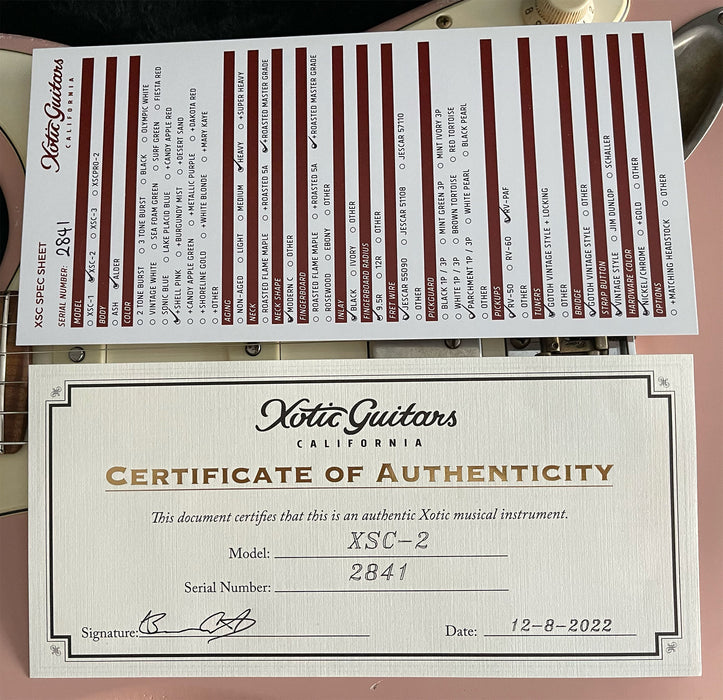 Xotic Guitars
CALIFORNIA
XSC SPEC SHEET
SERIAL NUMBER: 2841
MODEL
○ XSC-1 ✓ XSC-2 ○ XSC-3 ○ XSCPRO-2
BODY
○ ASH ✓ ALDER
COLOR
○ 2 TONE BURST ○ 3 TONE BURST ○ BLACK ○ OLYMPIC WHITE
○ VINTAGE WHITE ○ SEA FOAM GREEN ○ SURF GREEN ○ FIESTA RED
○ SONIC BLUE ○ LAKE PLACID BLUE ○ +CANDY APPLE RED
✓ +SHELL PINK ○ +BURGUNDY MIST ○ +DESERT SAND
○ +CANDY APPLE GREEN ○ +METALLIC PURPLE ○ +DAKOTA RED
○ +SHORELINE GOLD ○ +WHITE BLONDE ○ +MARY KAYE
○ +OTHER
AGING
○ NON-AGED ○ LIGHT ○ MEDIUM ✓ HEAVY ○ +SUPER HEAVY
NECK
○ ROASTED FLAME MAPLE ○ +ROASTED 5A ✓ +ROASTED MASTER GRADE
NECK SHAPE
✓ MODERN C ○ OTHER
FINGERBOARD
○ ROASTED FLAME MAPLE ○ +ROASTED 5A ✓ +ROASTED MASTER GRADE
○ ROSEWOOD ○ EBONY ○ OTHER
INLAY
✓ BLACK ○ IVORY ○ OTHER
FINGERBOARD RADIUS
✓ 9.5R ○ 12R ○ OTHER
FRET WIRE
✓ JESCAR 55090 ○ JESCAR 51108 ○ JESCAR 57110
○ OTHER
PICKGUARD
○ BLACK 1P / 3P ○ MINT GREEN 3P ○ MINT IVORY 3P
○ WHITE 1P / 3P ○ BROWN TORTOISE ○ RED TORTOISE
✓ PARCHMENT 1P / 3P ○ WHITE PEARL ○ BLACK PEARL
○ OTHER
PICKUPS
✓ RV-50 ○ RV-60 ✓ RV-PAF
○ OTHER
TUNERS
✓ GOTOH VINTAGE STYLE + LOCKING
○ OTHER
BRIDGE
✓ GOTOH VINTAGE STYLE ○ OTHER
STRAP BUTTON
✓ VINTAGE STYLE ○ JIM DUNLOP ○ SCHALLER
HARDWARE COLOR
✓ NICKEL/CHROME ○ +GOLD ○ OTHER
OPTIONS
○ +MATCHING HEADSTOCK ○ OTHER
Xotic Guitars
CALIFORNIA
CERTIFICATE OF AUTHENTICITY
This document certifies that this is an authentic Xotic musical instrument.
Model: XSC-2
Serial Number: 2841
Signature: Date: 12-8-2022